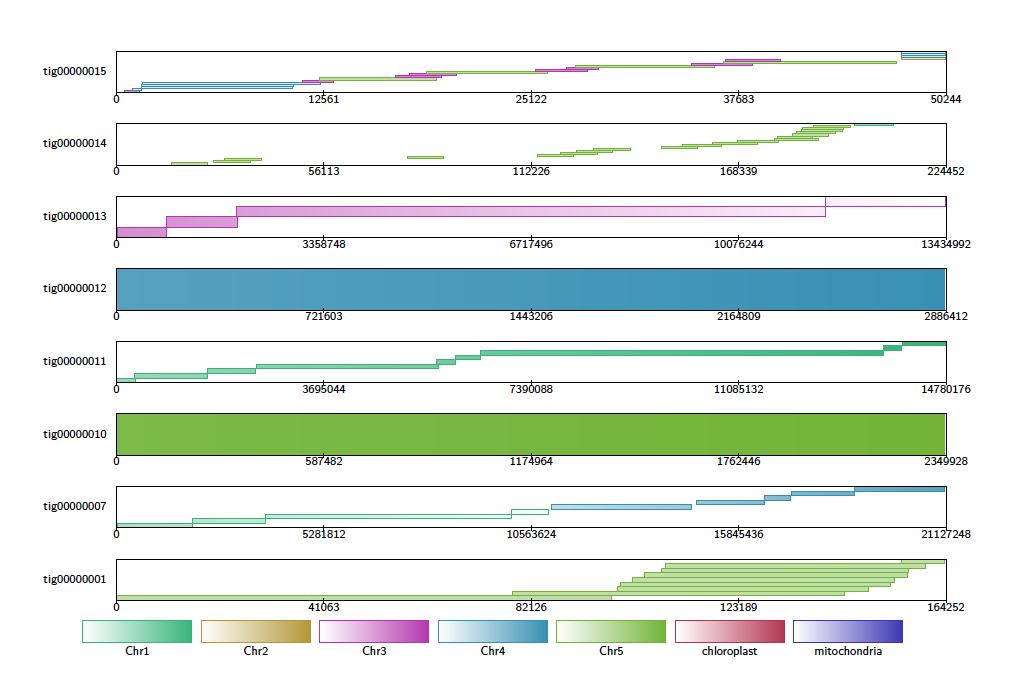 tig00000015
0 12561 25122 37683 50244
tig00000014
0 56113 112226 168339 224452
tig00000013
0 3358748 6717496 10076244 13434992
tig00000012
0 721603 1443206 2164809 2886412
tig00000011
0 3695044 7390088 11085132 14780176
tig00000010
0 587482 1174964 1762446 2349928
tig00000007
0 5281812 10563624 15845436 21127248
tig00000001
0 41063 82126 123189 164252
Chr1 Chr2 Chr3 Chr4 Chr5 chloroplast mitochondria